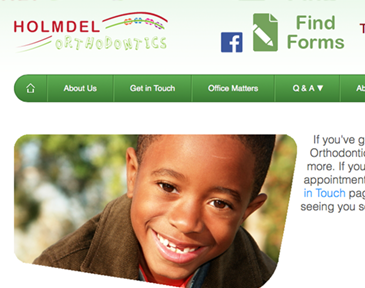 HOLMDEL
ORTHODONTICS
Find
Forms
T
About Us
Get in Touch
Office Matters
Q & A ▼
Ab
If you've g
Orthodontic
more. If you
appointment
in Touch pag
seeing you s